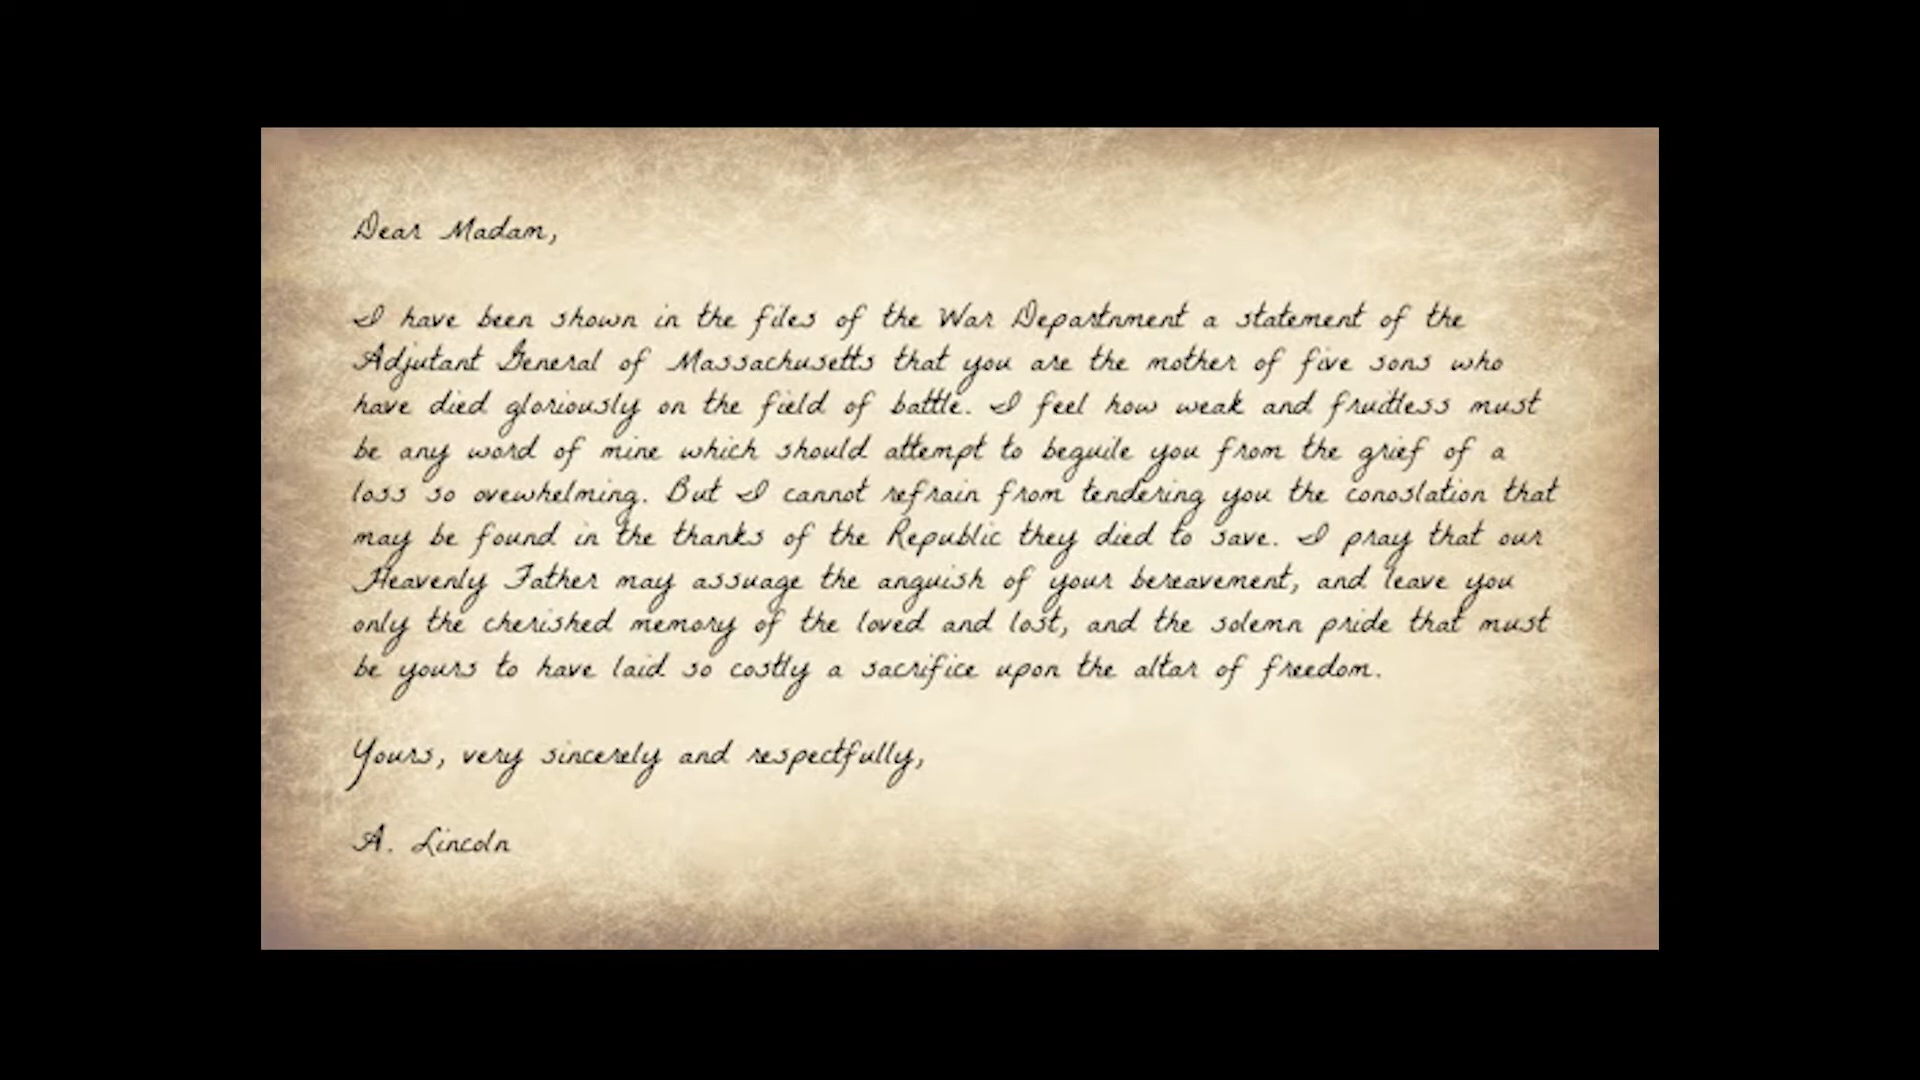 Dear Madam,
I have been shown in the files of the War Departnment a statement of the
Adjutant General of Massachusetts that you are the mother of five sons who
have died gloriously on the field of battle. I feel how weak and fruitless must
be any word of mine which should attempt to beguile you from the grief of a
loss so ovewhelming. But I cannot refrain from tendering you the conoslation that
may be found in the thanks of the Republic they died to save. I pray that our
Heavenly Father may assuage the anguish of your bereavement, and leave you
only the cherished memory of the loved and lost, and the solemn pride that must
be yours to have laid so costly a sacrifice upon the altar of freedom.
Yours, very sincerely and respectfully,
A. Lincoln